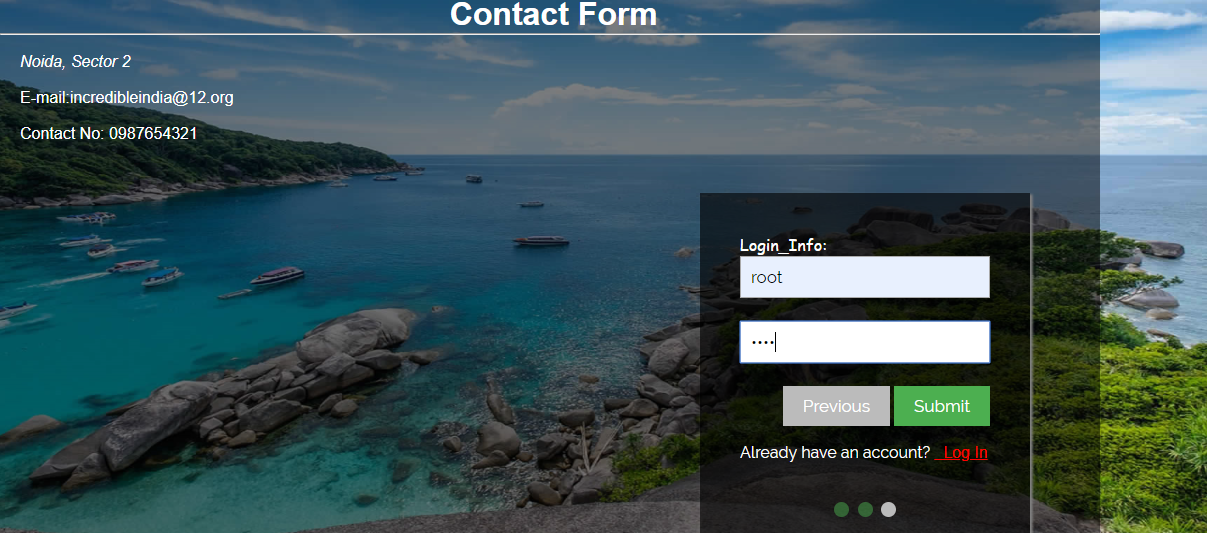 Contact Form
Noida, Sector 2
E-mail:incredibleindia@12.org
Contact No: 0987654321
Login_Info:
root
••••
Previous Submit
Already have an account? Log In